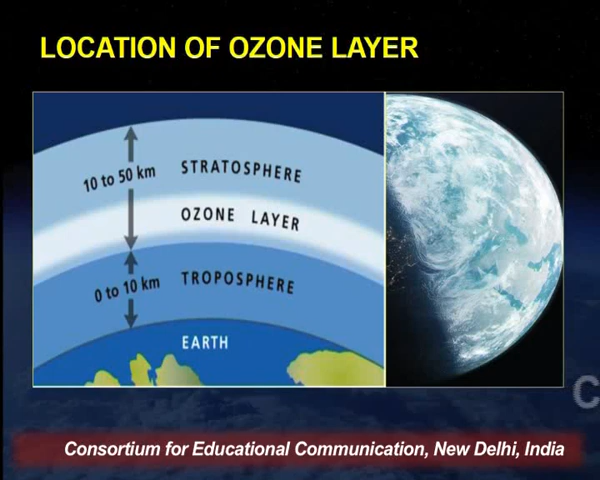 LOCATION OF OZONE LAYER
10 to 50 km
STRATOSPHERE
OZONE LAYER
0 to 10 km
TROPOSPHERE
EARTH
C
Consortium for Educational Communication, New Delhi, India